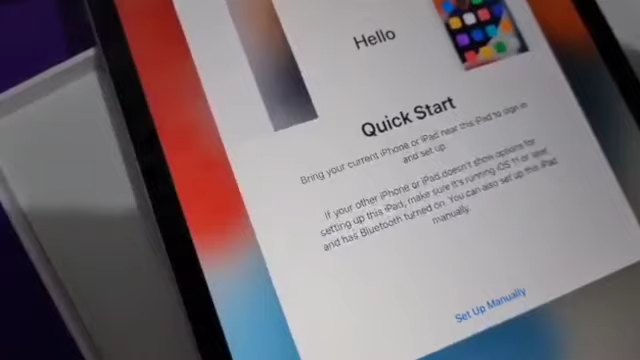 Hello
Quick Start
Bring your current iPhone or iPad near this iPad to sign in
and set up.
If your other iPhone or iPad doesn't show options for
setting up this iPad, make sure it's running iOS 11 or later
and has Bluetooth turned on. You can also set up this iPad
manually.
Set Up Manually